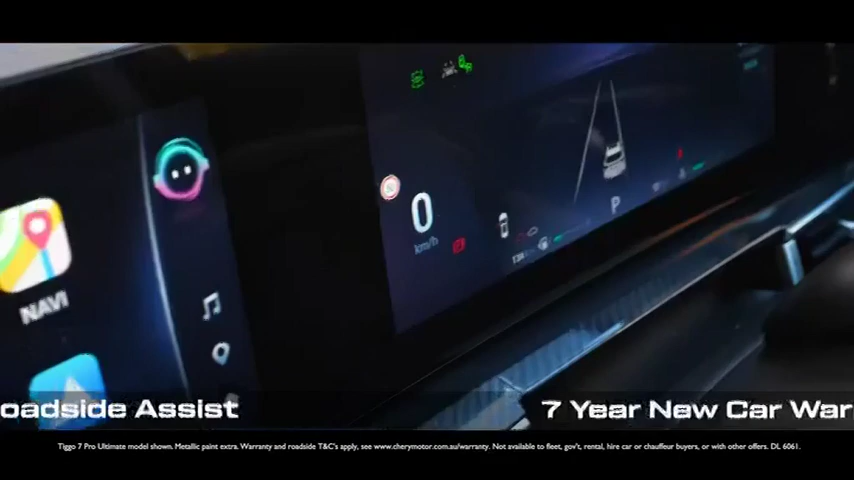 NAVI
0
km/h
P
oadside Assist
7 Year New Car War
Tiggo 7 Pro Ultimate model shown. Metallic paint extra. Warranty and roadside T&C's apply, see www.cherymotor.com.au/warranty. Not available to fleet, gov't, rental, hire car or chauffeur buyers, or with other offers. DL 6061.